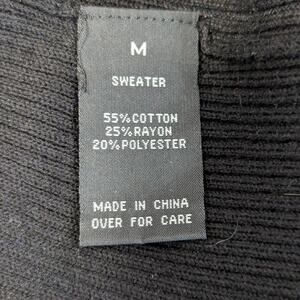 M
SWEATER
55% COTTON
25% RAYON
20% POLYESTER
MADE IN CHINA
OVER FOR CARE